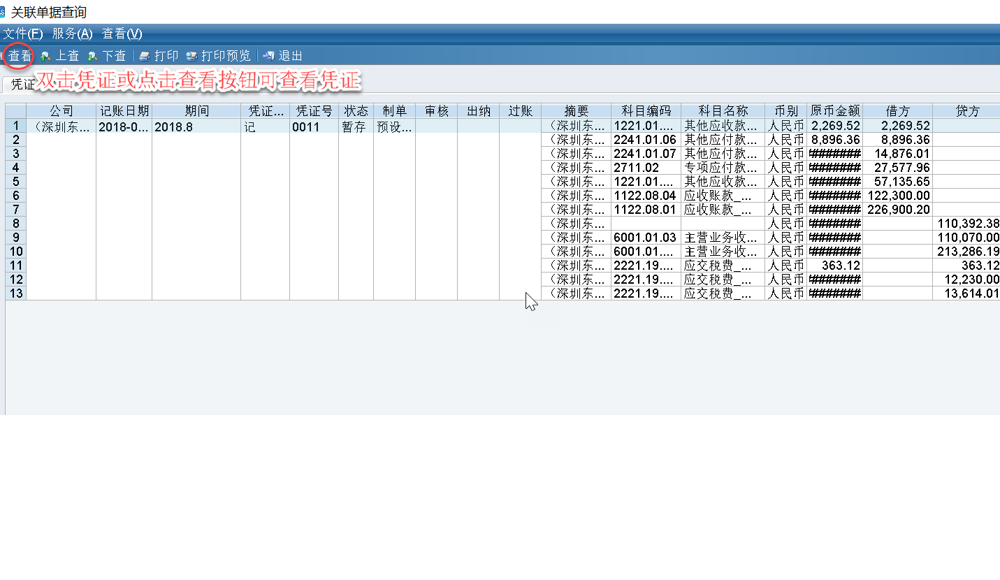 关联单据查询
文件(F) 服务(A) 查看(V)
查看 上查 下查 打印 打印预览 退出
双击凭证或点击查看按钮可查看凭证
凭证
公司 记账日期 期间 凭证... 凭证号 状态 制单 审核 出纳 过账 摘要 科目编码 科目名称 币别 原币金额 借方 贷方
1 （深圳东... 2018-0... 2018.8 记 0011 暂存 预设... （深圳东... 1221.01.... 其他应收款... 人民币 2,269.52 2,269.52
2 （深圳东... 2241.01.06 其他应付款... 人民币 8,896.36 8,896.36
3 （深圳东... 2241.01.07 其他应付款... 人民币 ######## 14,876.01
4 （深圳东... 2711.02 专项应付款... 人民币 ######## 27,577.96
5 （深圳东... 1221.01.... 其他应收款... 人民币 ######## 57,135.65
6 （深圳东... 1122.08.04 应收账款_... 人民币 ######## 122,300.00
7 （深圳东... 1122.08.01 应收账款_... 人民币 ######## 226,900.20
8 （深圳东... 人民币 ######## 110,392.38
9 （深圳东... 6001.01.03 主营业务收... 人民币 ######## 110,070.00
10 （深圳东... 6001.01.... 主营业务收... 人民币 ######## 213,286.19
11 （深圳东... 2221.19.... 应交税费_... 人民币 363.12 363.12
12 （深圳东... 2221.19.... 应交税费_... 人民币 ######## 12,230.00
13 （深圳东... 2221.19.... 应交税费_... 人民币 ######## 13,614.01